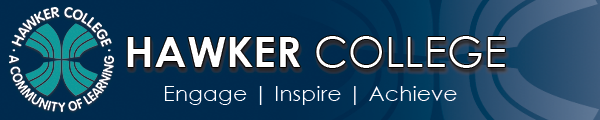 HAWKER COLLEGE
· A COMMUNITY OF LEARNING ·
HAWKER COLLEGE
Engage | Inspire | Achieve